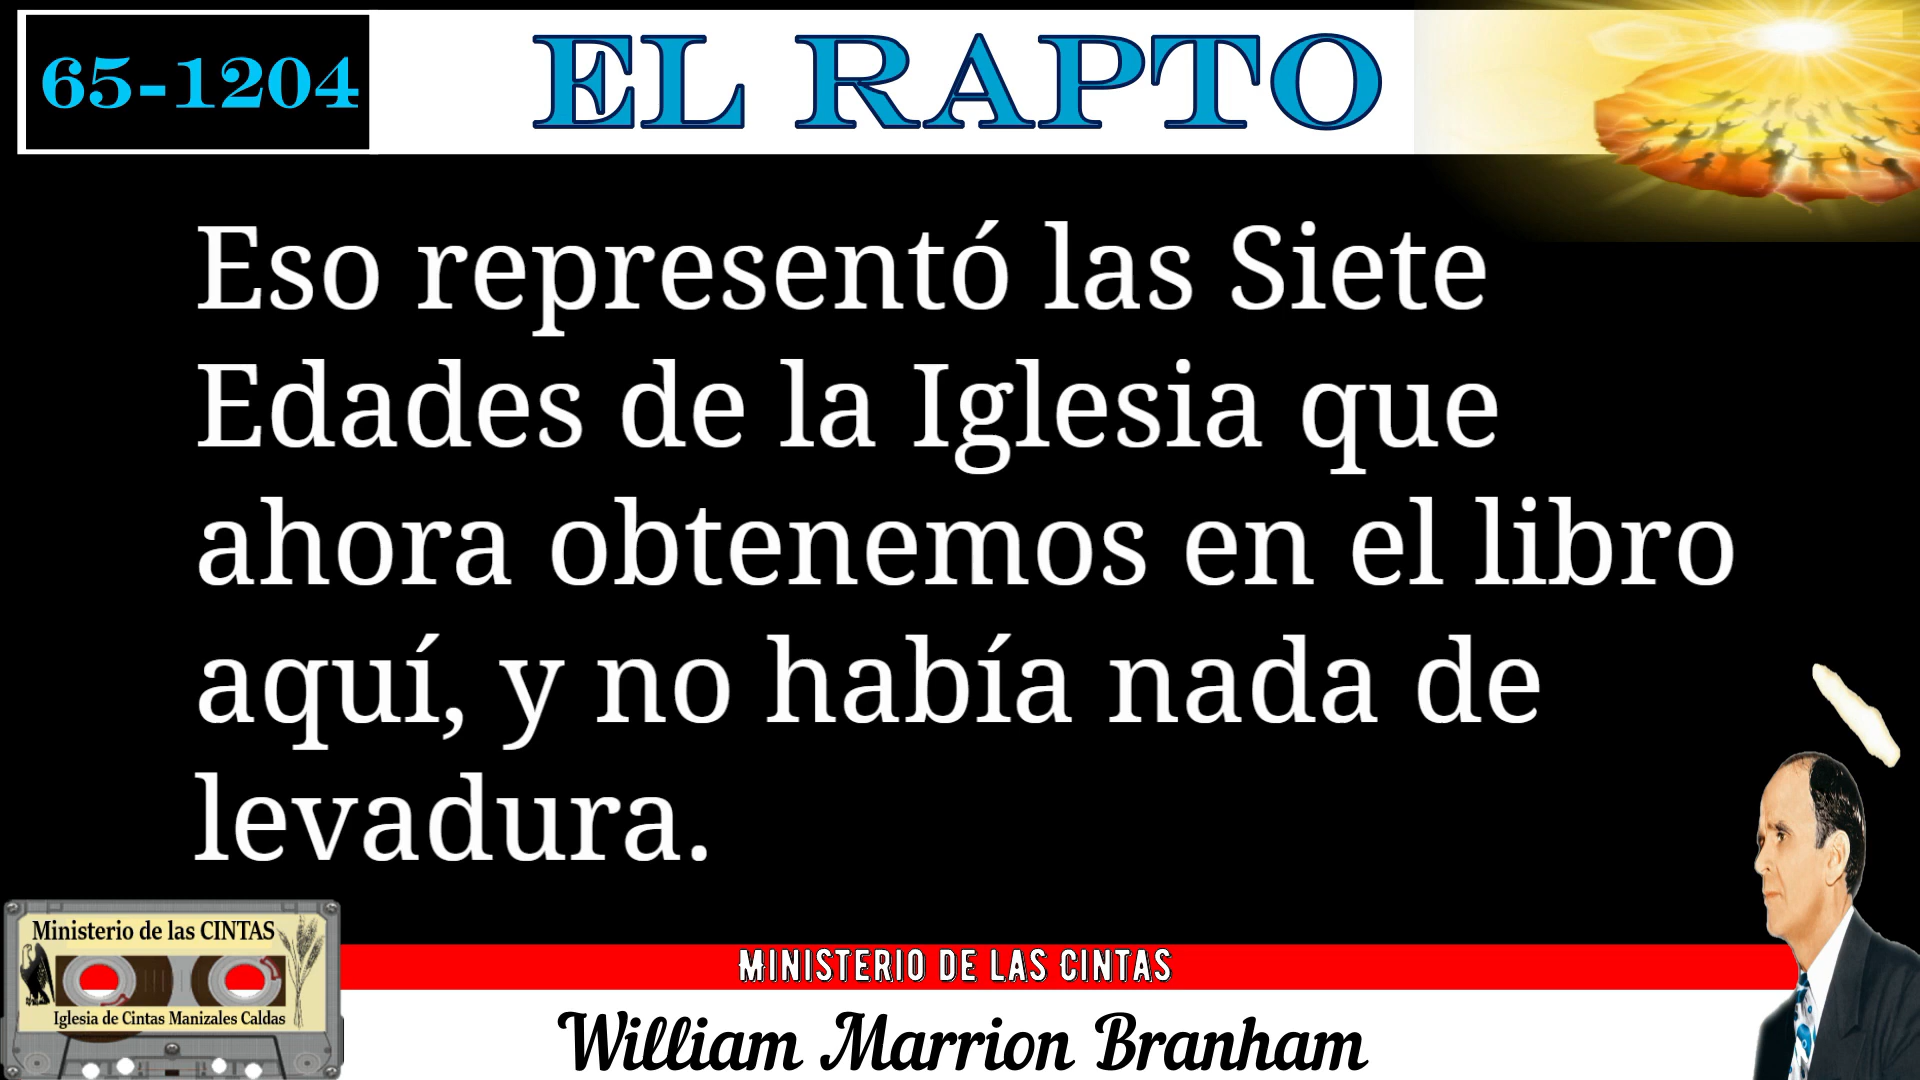 65-1204
EL RAPTO
Eso representó las Siete
Edades de la Iglesia que
ahora obtenemos en el libro
aquí, y no había nada de
levadura.
Ministerio de las CINTAS
Iglesia de Cintas Manizales Caldas
MINISTERIO DE LAS CINTAS
William Marrion Branham